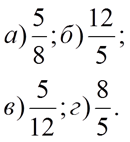 а) 5/8; б) 12/5;
в) 5/12; г) 8/5.